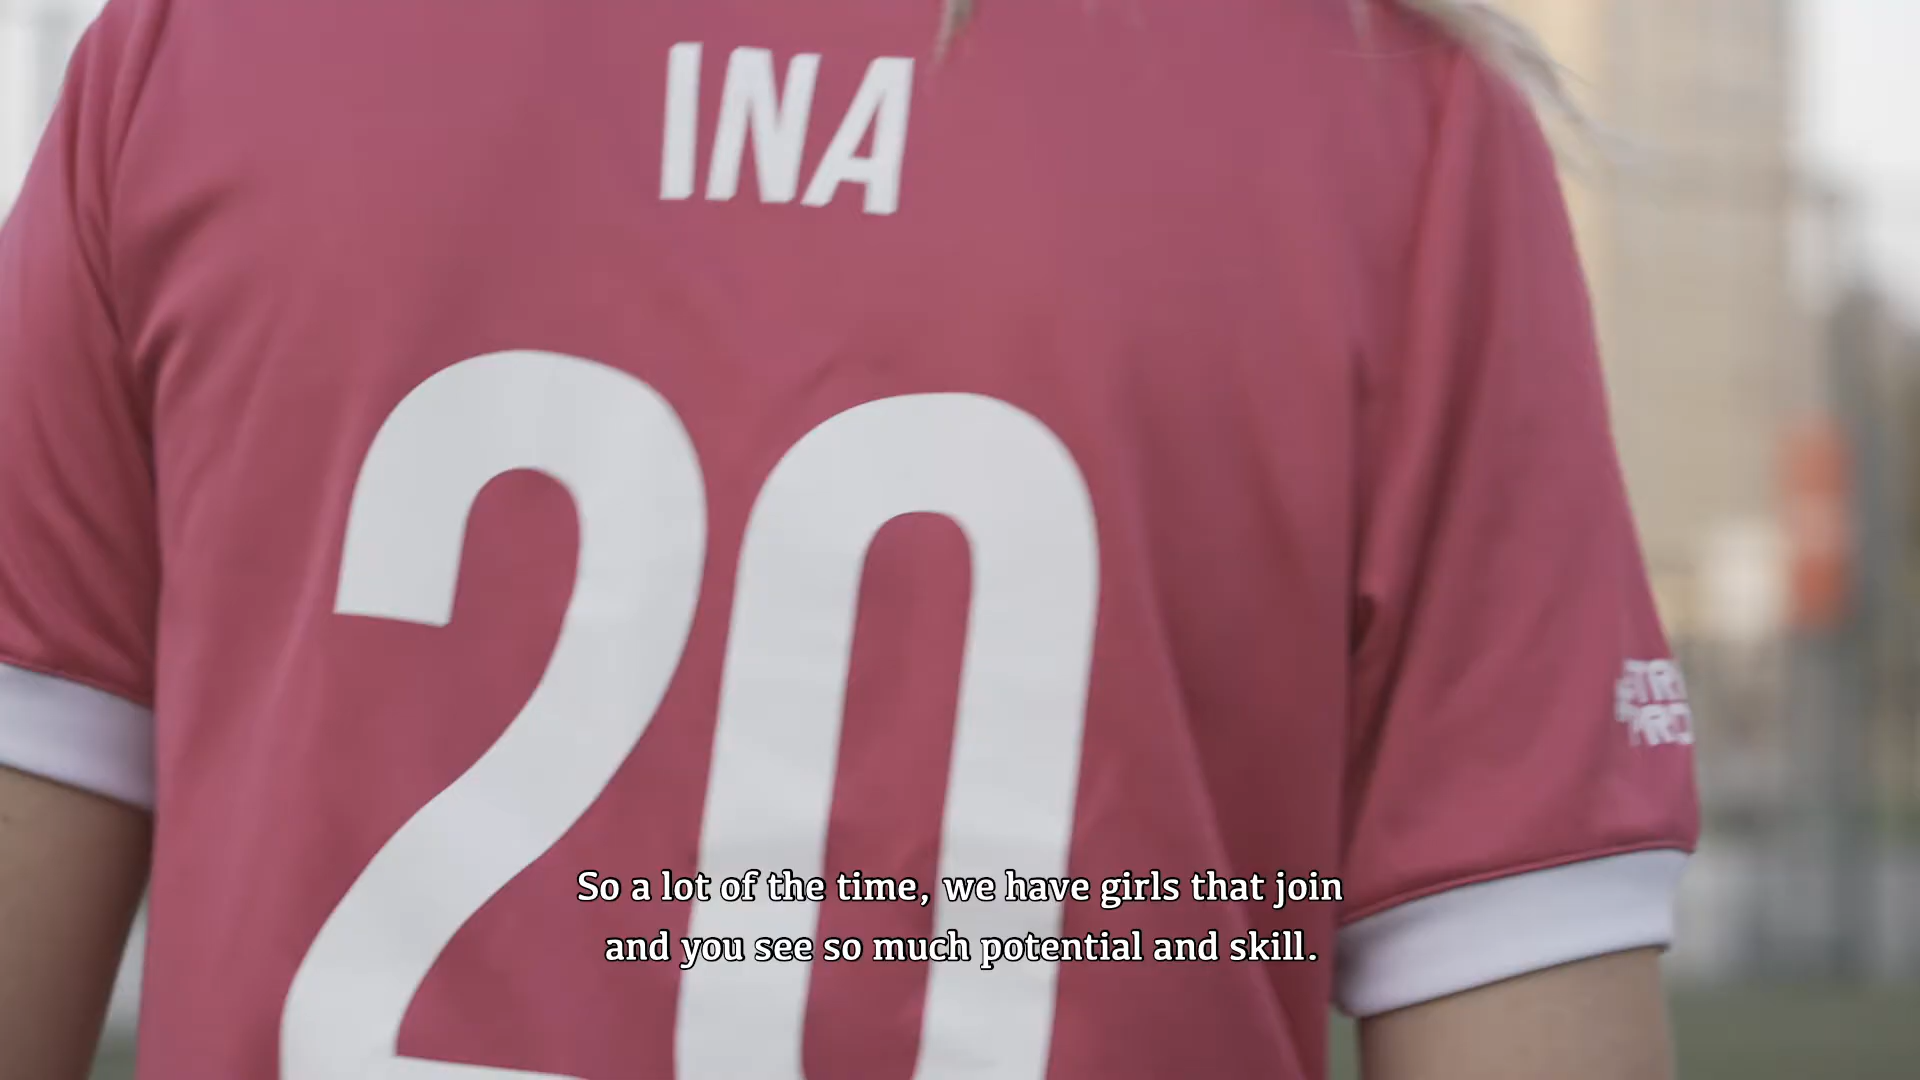 INA
20
So a lot of the time, we have girls that join
and you see so much potential and skill.